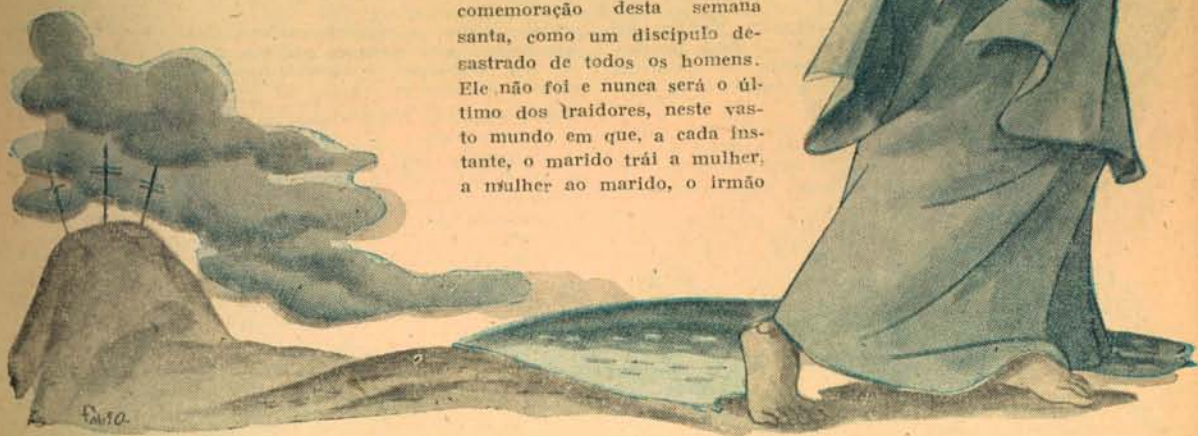 comemoração desta semana
santa, como um discípulo de-
sastrado de todos os homens.
Ele não foi e nunca será o úl-
timo dos traidores, neste vas-
to mundo em que, a cada ins-
tante, o marido trái a mulher,
a mulher ao marido, o irmão